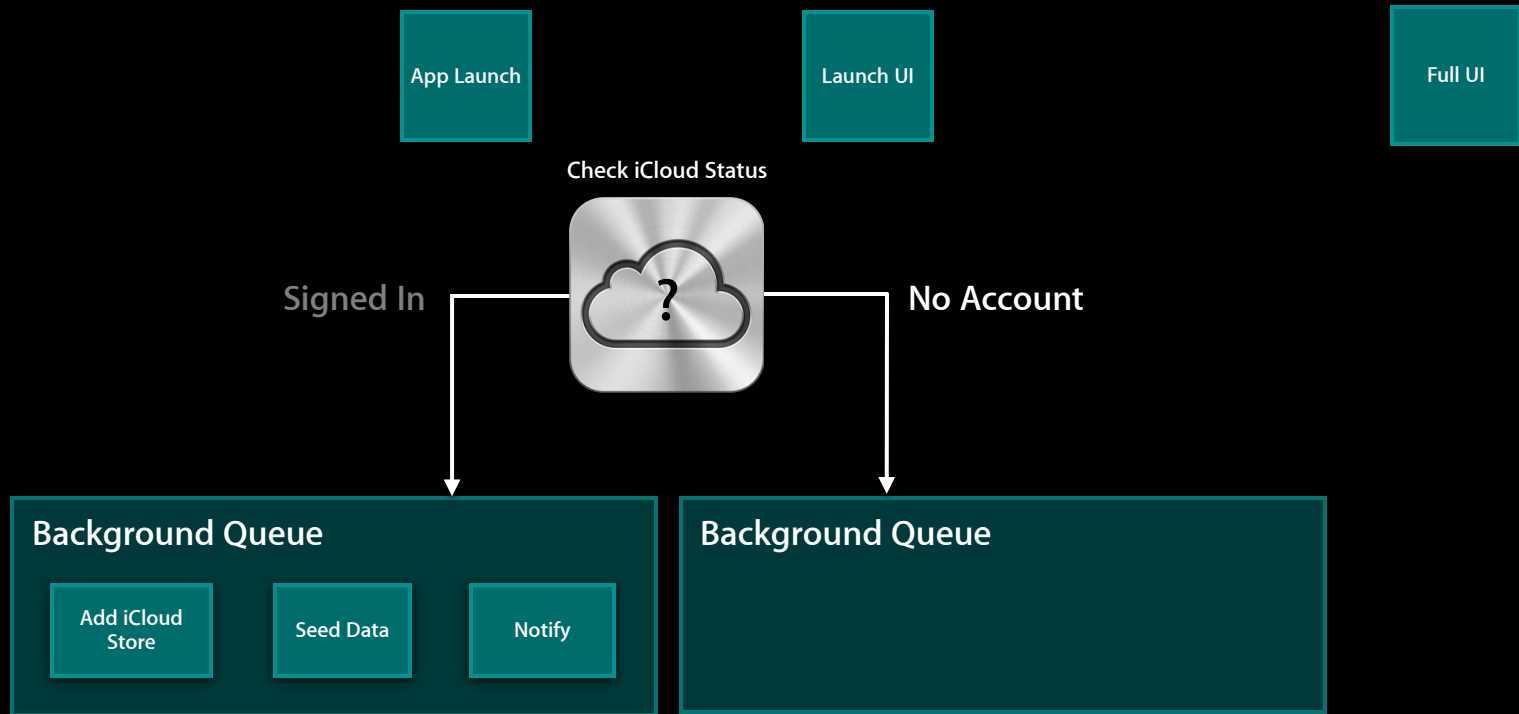 App Launch
Launch UI
Full UI
Check iCloud Status
?
Signed In
No Account
Background Queue
Add iCloud
Store
Seed Data
Notify
Background Queue